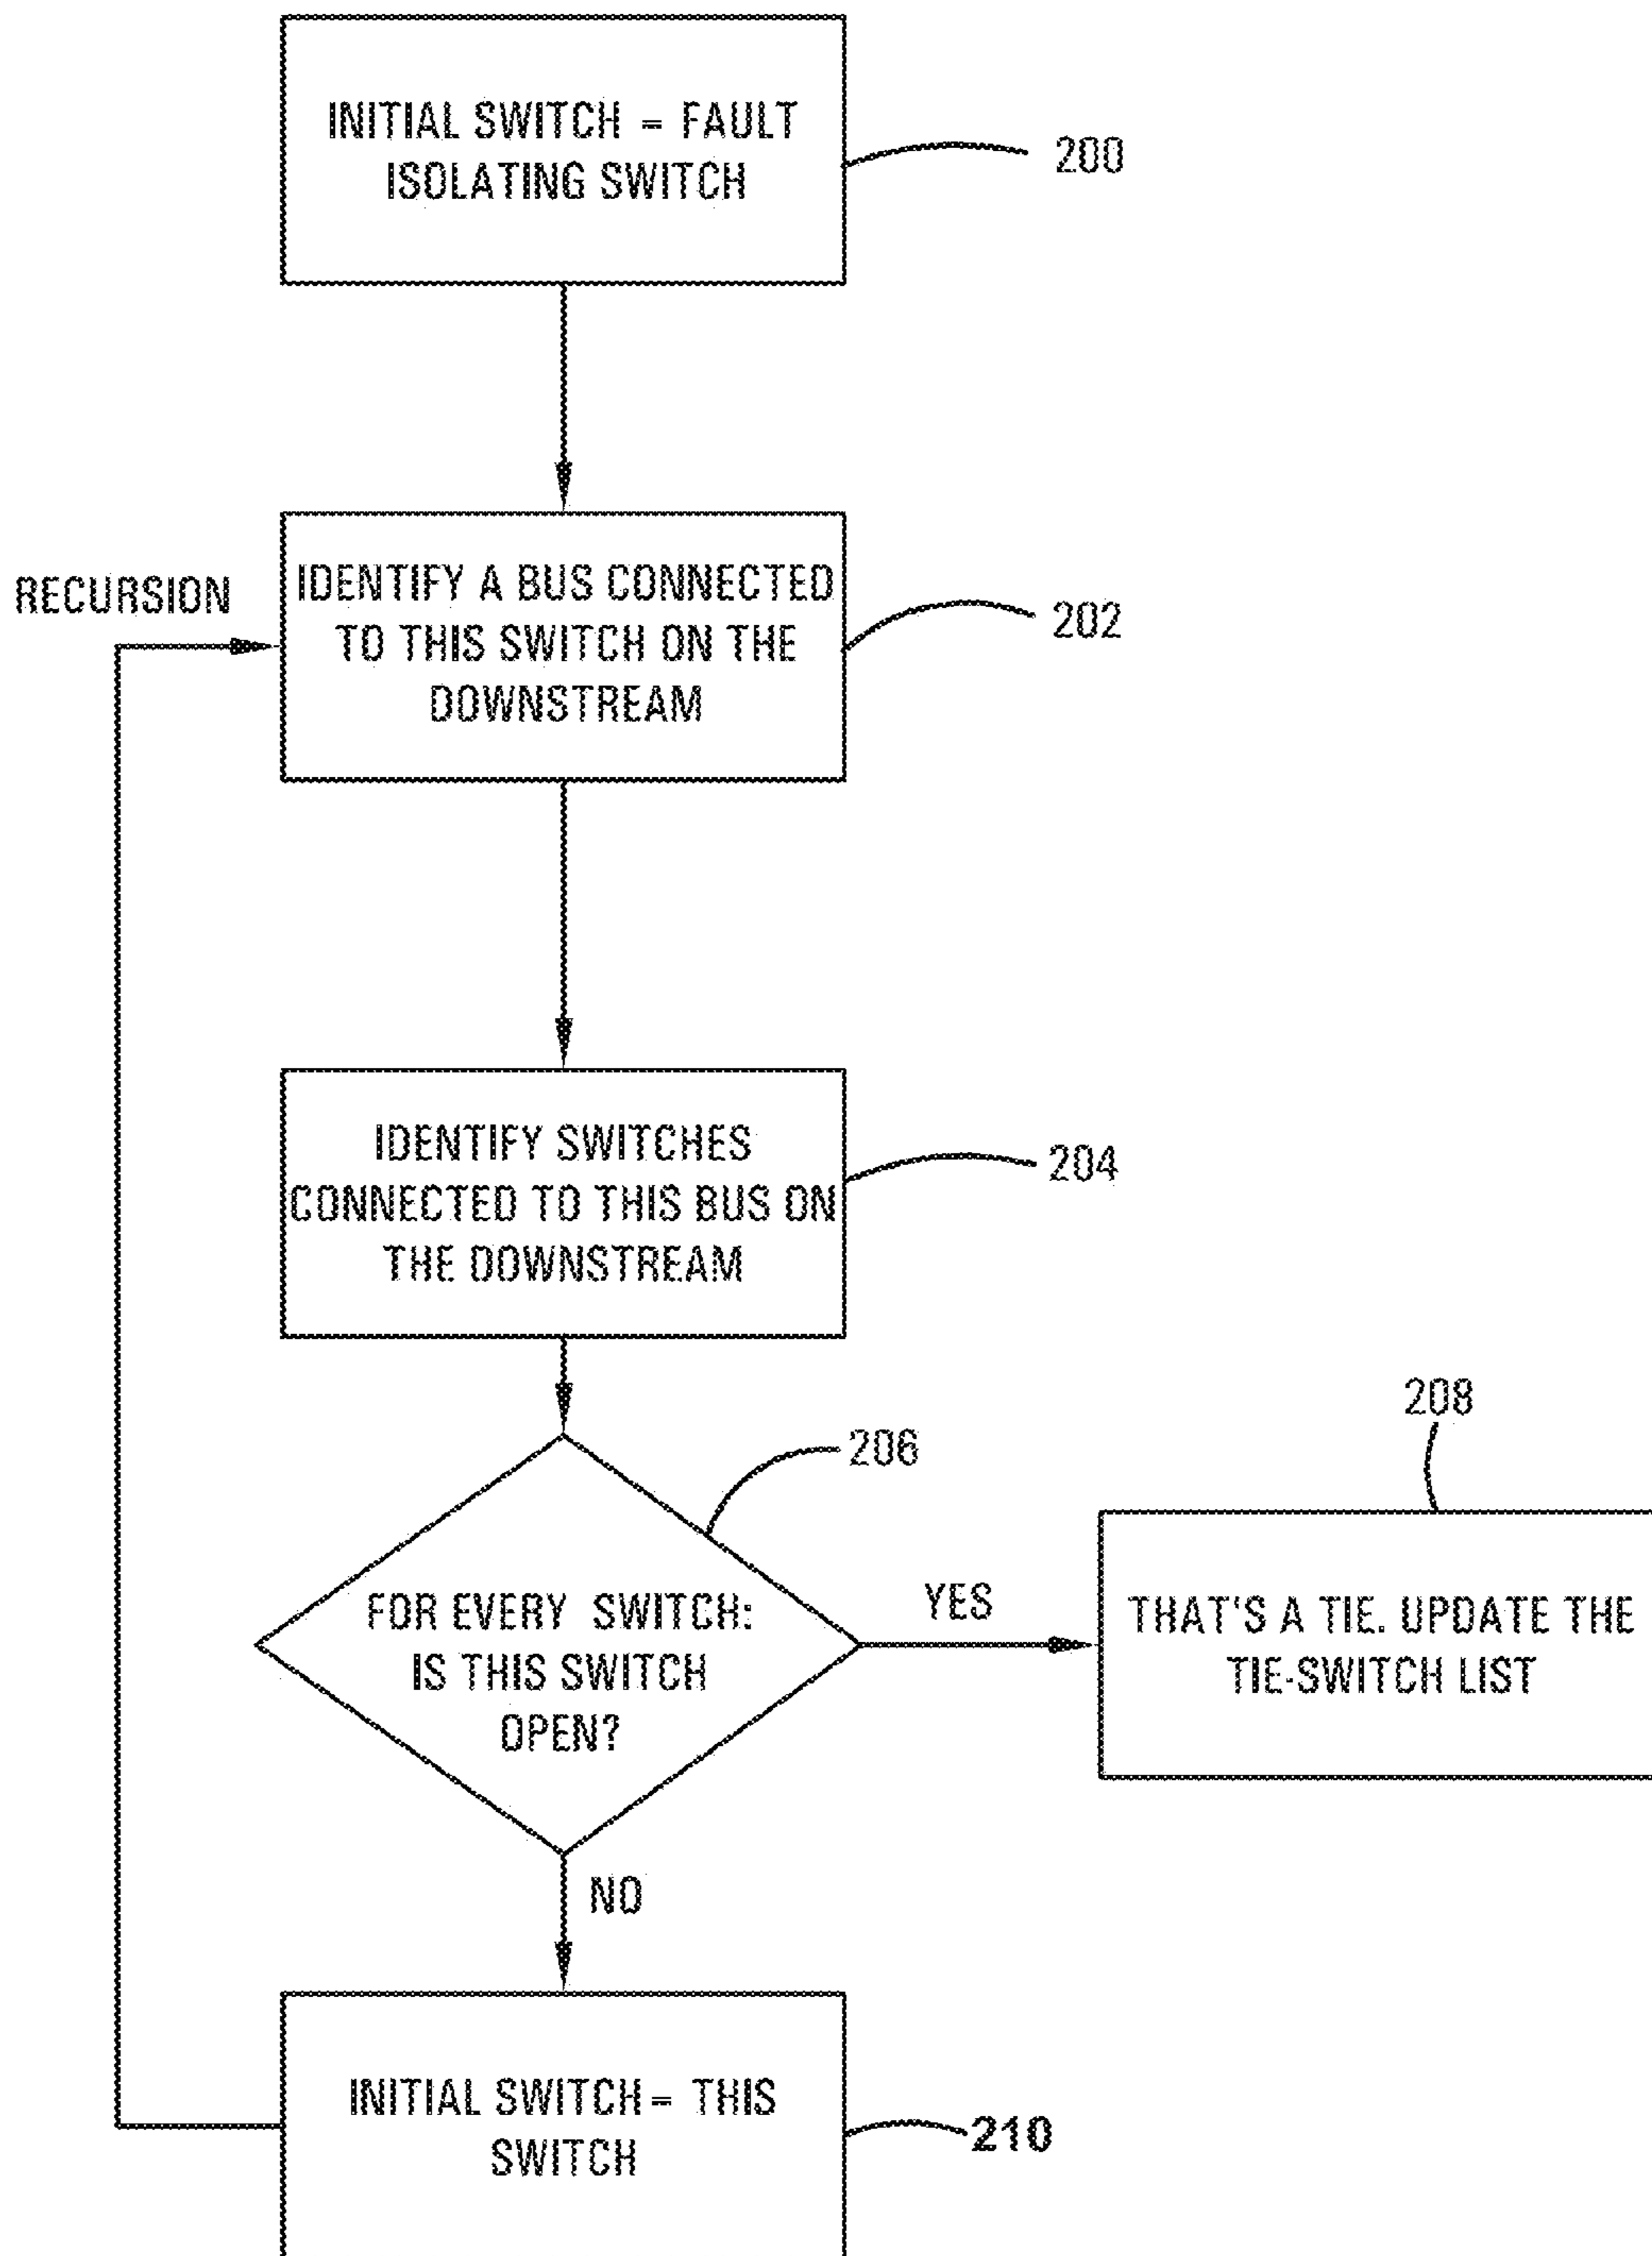 INITIAL SWITCH = FAULT
ISOLATING SWITCH
200
RECURSION
IDENTIFY A BUS CONNECTED
TO THIS SWITCH ON THE
DOWNSTREAM
202
IDENTIFY SWITCHES
CONNECTED TO THIS BUS ON
THE DOWNSTREAM
204
206
FOR EVERY SWITCH:
IS THIS SWITCH
OPEN?
YES
208
THAT'S A TIE. UPDATE THE
TIE-SWITCH LIST
NO
INITIAL SWITCH = THIS
SWITCH
210